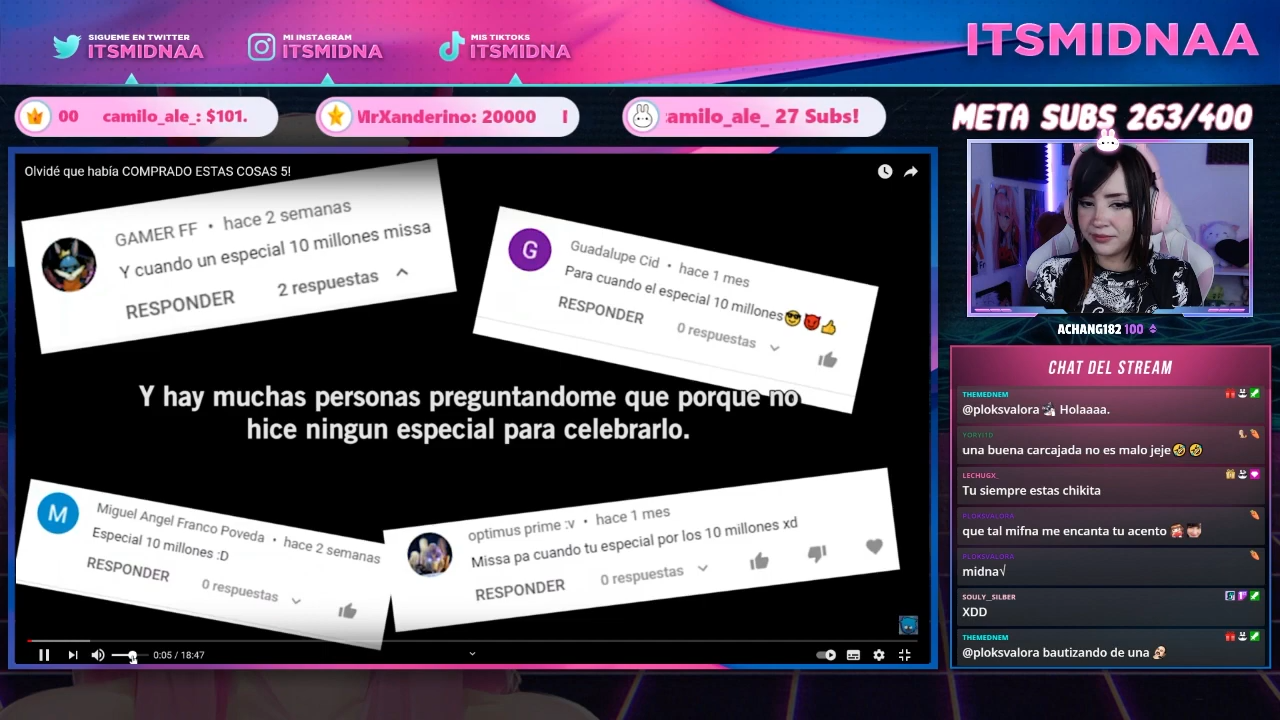 SIGUEME EN TWITTER
ITSMIDNAA
MI INSTAGRAM
ITSMIDNA
MIS TIKTOKS
ITSMIDNA
ITSMIDNAA
00 camilo_ale_: $101.
MrXanderino: 20000
camilo_ale_ 27 Subs!
META SUBS 263/400
Olvidé que había COMPRADO ESTAS COSAS 5!
GAMER FF • hace 2 semanas
Y cuando un especial 10 millones missa
RESPONDER 2 respuestas
G
Guadalupe Cid • hace 1 mes
Para cuando el especial 10 millones😎😈👍
RESPONDER 0 respuestas
Y hay muchas personas preguntandome que porque no
hice ningun especial para celebrarlo.
M
Miguel Angel Franco Poveda • hace 2 semanas
Especial 10 millones :D
RESPONDER 0 respuestas
optimus prime :v • hace 1 mes
Missa pa cuando tu especial por los 10 millones xd
RESPONDER 0 respuestas
0:05 / 18:47
ACHANG182 100
CHAT DEL STREAM
THEMEDNEM
@ploksvalora Holaaaa.
una buena carcajada no es malo jeje🤣🤣
LECHUGX_
Tu siempre estas chikita
PLOKSVALORA
que tal mifna me encanta tu acento
PLOKSVALORA
midna√
SOULY_SILBER
XDD
THEMEDNEM
@ploksvalora bautizando de una